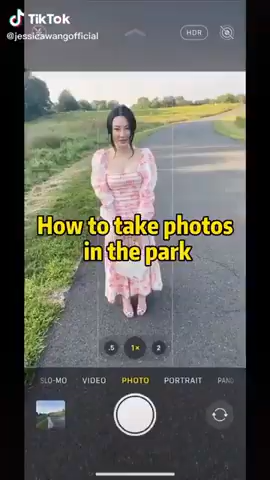 TikTok
@jessicawangofficial
HDR
How to take photos
in the park
.5 1× 2
SLO-MO VIDEO PHOTO PORTRAIT PANO